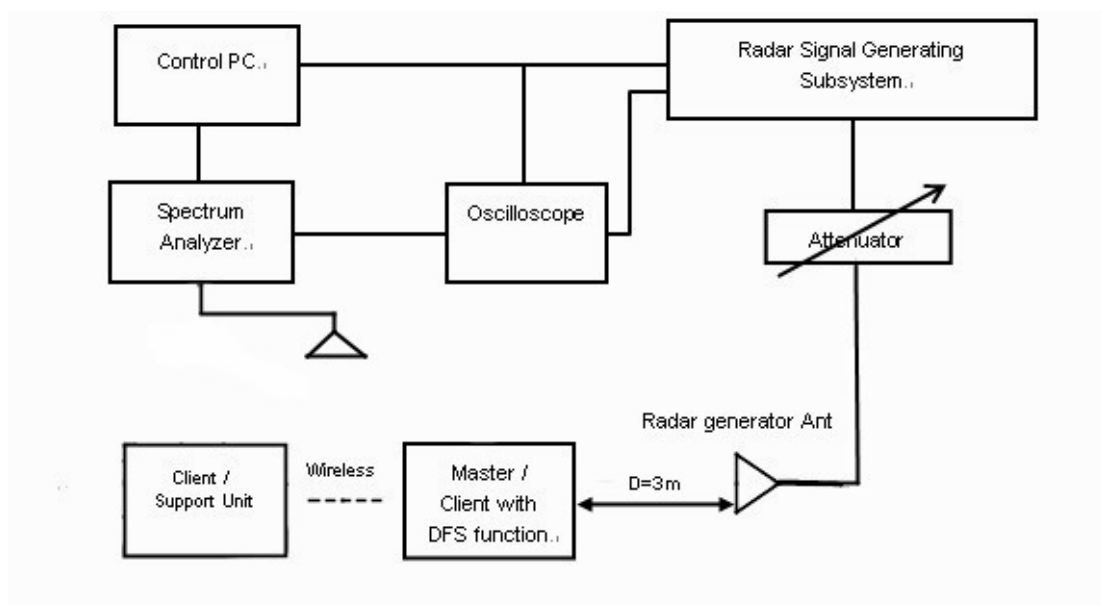 Control PC.
Radar Signal Generating
Subsystem.
Spectrum
Analyzer.
Oscilloscope
Attenuator
Radar generator Ant
Client /
Support Unit
Wireless
Master /
Client with
DFS function.
D=3m